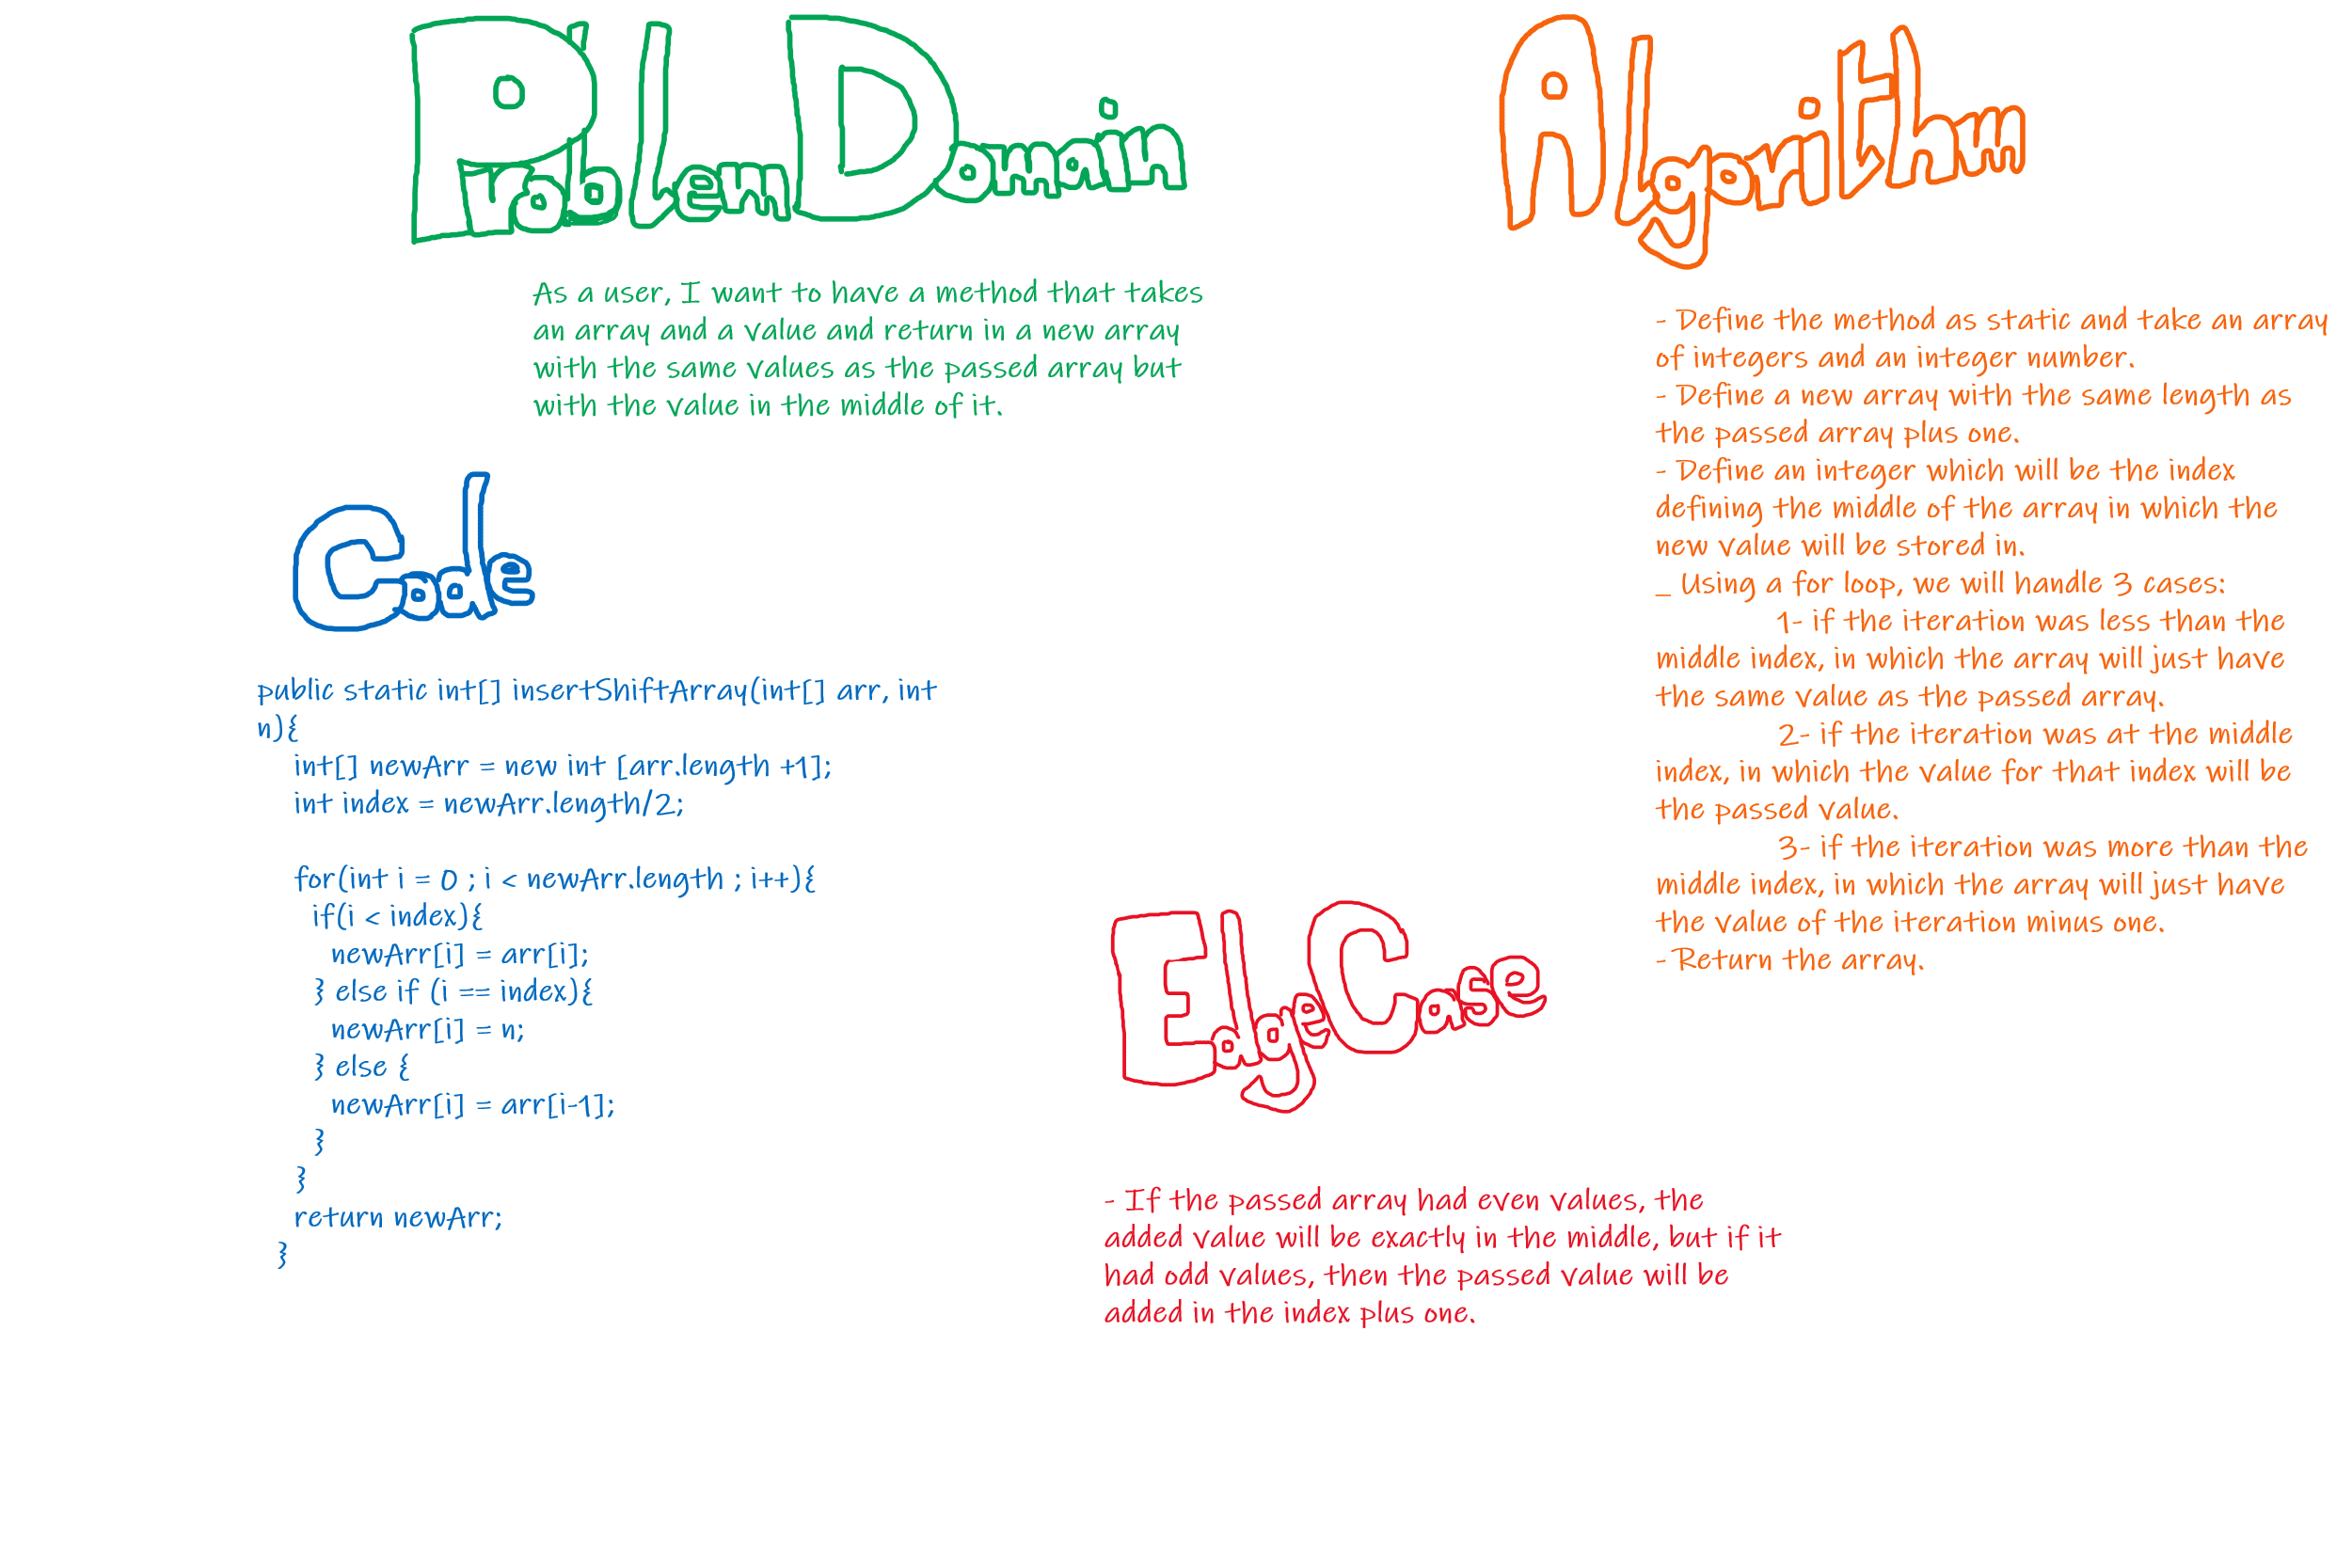 Problem Domain
As a user, I want to have a method that takes
an array and a value and return in a new array
with the same values as the passed array but
with the value in the middle of it.
Code
public static int[] insertShiftArray(int[] arr, int
n){
int[] newArr = new int [arr.length +1];
int index = newArr.length/2;
for(int i = 0 ; i < newArr.length ; i++){
if(i < index){
newArr[i] = arr[i];
} else if (i == index){
newArr[i] = n;
} else {
newArr[i] = arr[i-1];
}
}
return newArr;
}
Algorithm
- Define the method as static and take an array
of integers and an integer number.
- Define a new array with the same length as
the passed array plus one.
- Define an integer which will be the index
defining the middle of the array in which the
new value will be stored in.
_ Using a for loop, we will handle 3 cases:
1- if the iteration was less than the
middle index, in which the array will just have
the same value as the passed array.
2- if the iteration was at the middle
index, in which the value for that index will be
the passed value.
3- if the iteration was more than the
middle index, in which the array will just have
the value of the iteration minus one.
- Return the array.
Edge Case
- If the passed array had even values, the
added value will be exactly in the middle, but if it
had odd values, then the passed value will be
added in the index plus one.